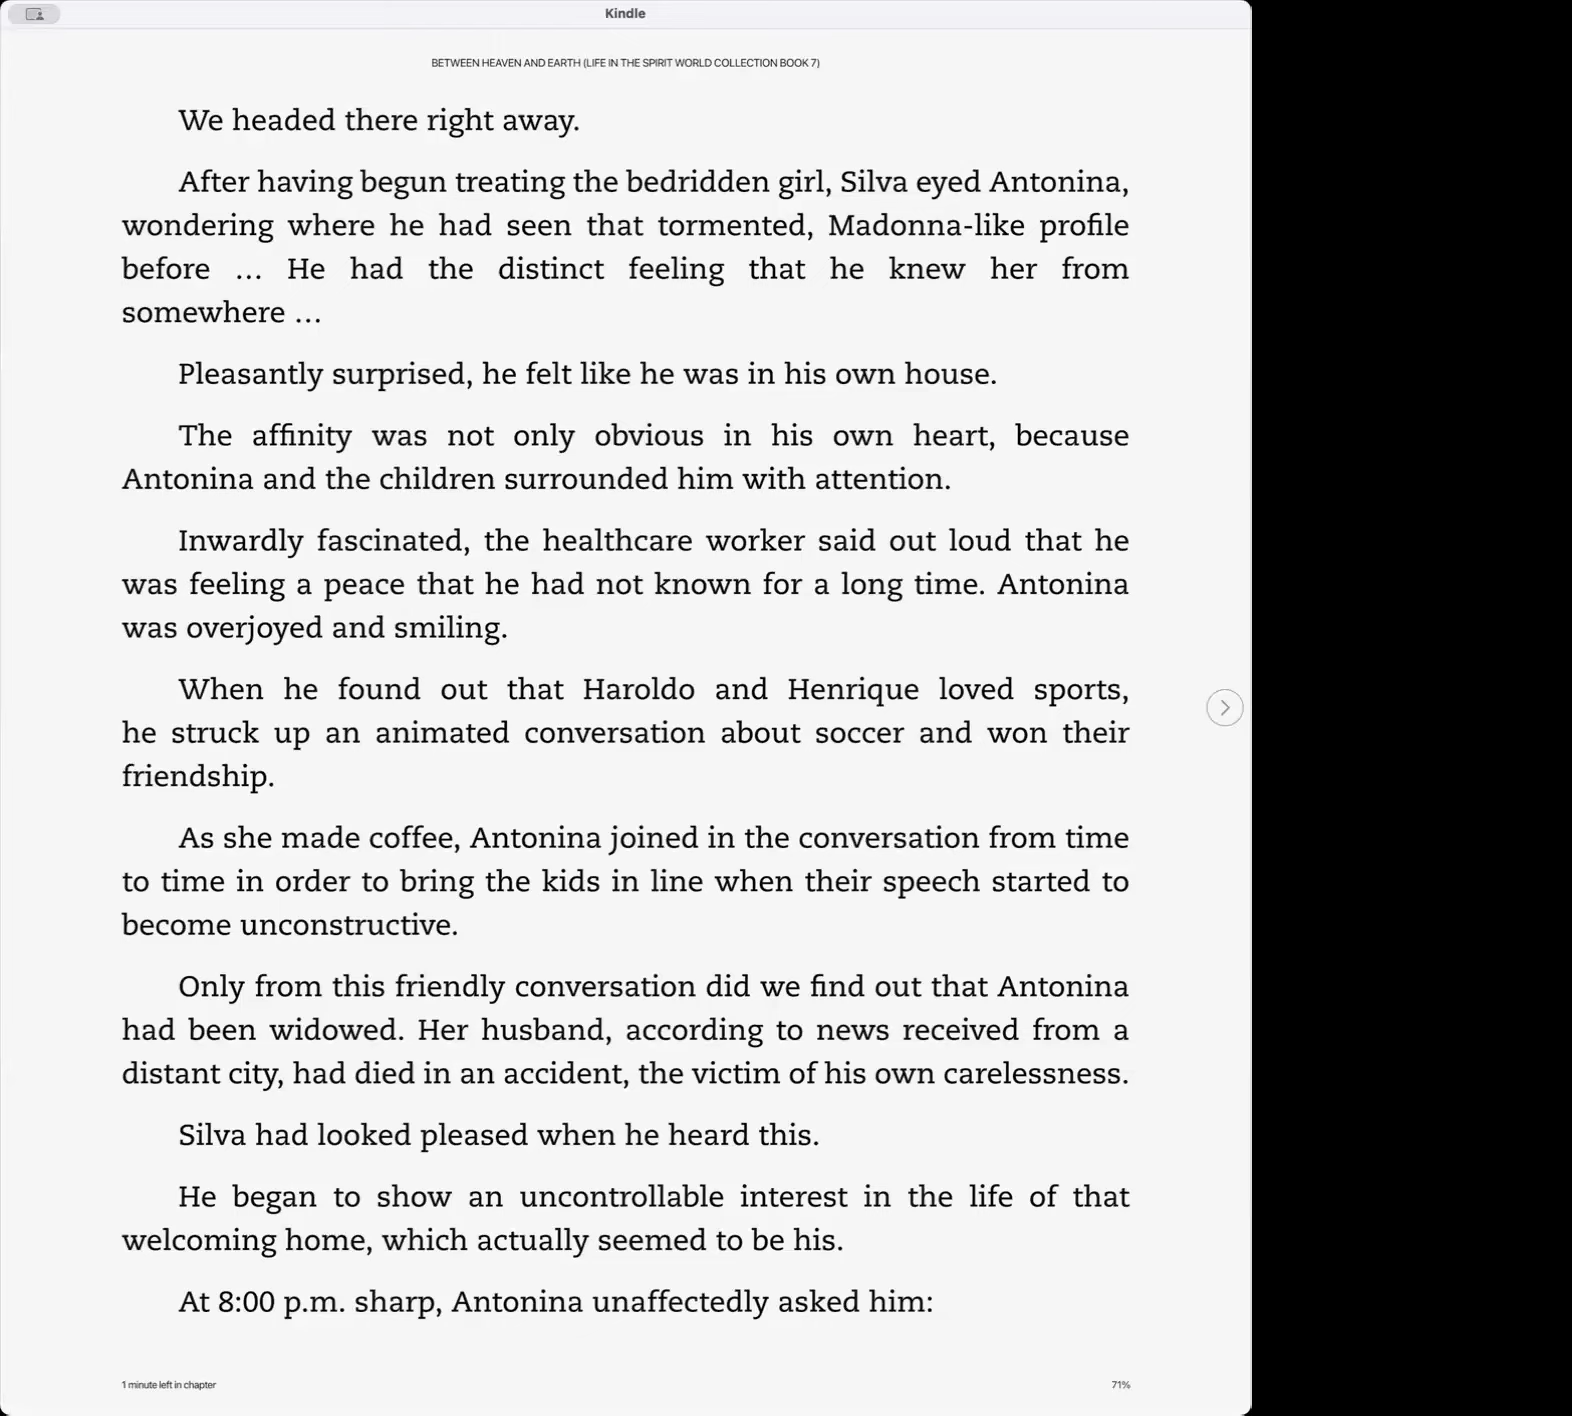 Kindle
BETWEEN HEAVEN AND EARTH (LIFE IN THE SPIRIT WORLD COLLECTION BOOK 7)
We headed there right away.
After having begun treating the bedridden girl, Silva eyed Antonina,
wondering where he had seen that tormented, Madonna-like profile
before ... He had the distinct feeling that he knew her from
somewhere ...
Pleasantly surprised, he felt like he was in his own house.
The affinity was not only obvious in his own heart, because
Antonina and the children surrounded him with attention.
Inwardly fascinated, the healthcare worker said out loud that he
was feeling a peace that he had not known for a long time. Antonina
was overjoyed and smiling.
When he found out that Haroldo and Henrique loved sports,
he struck up an animated conversation about soccer and won their
friendship.
As she made coffee, Antonina joined in the conversation from time
to time in order to bring the kids in line when their speech started to
become unconstructive.
Only from this friendly conversation did we find out that Antonina
had been widowed. Her husband, according to news received from a
distant city, had died in an accident, the victim of his own carelessness.
Silva had looked pleased when he heard this.
He began to show an uncontrollable interest in the life of that
welcoming home, which actually seemed to be his.
At 8:00 p.m. sharp, Antonina unaffectedly asked him:
1 minute left in chapter
71%